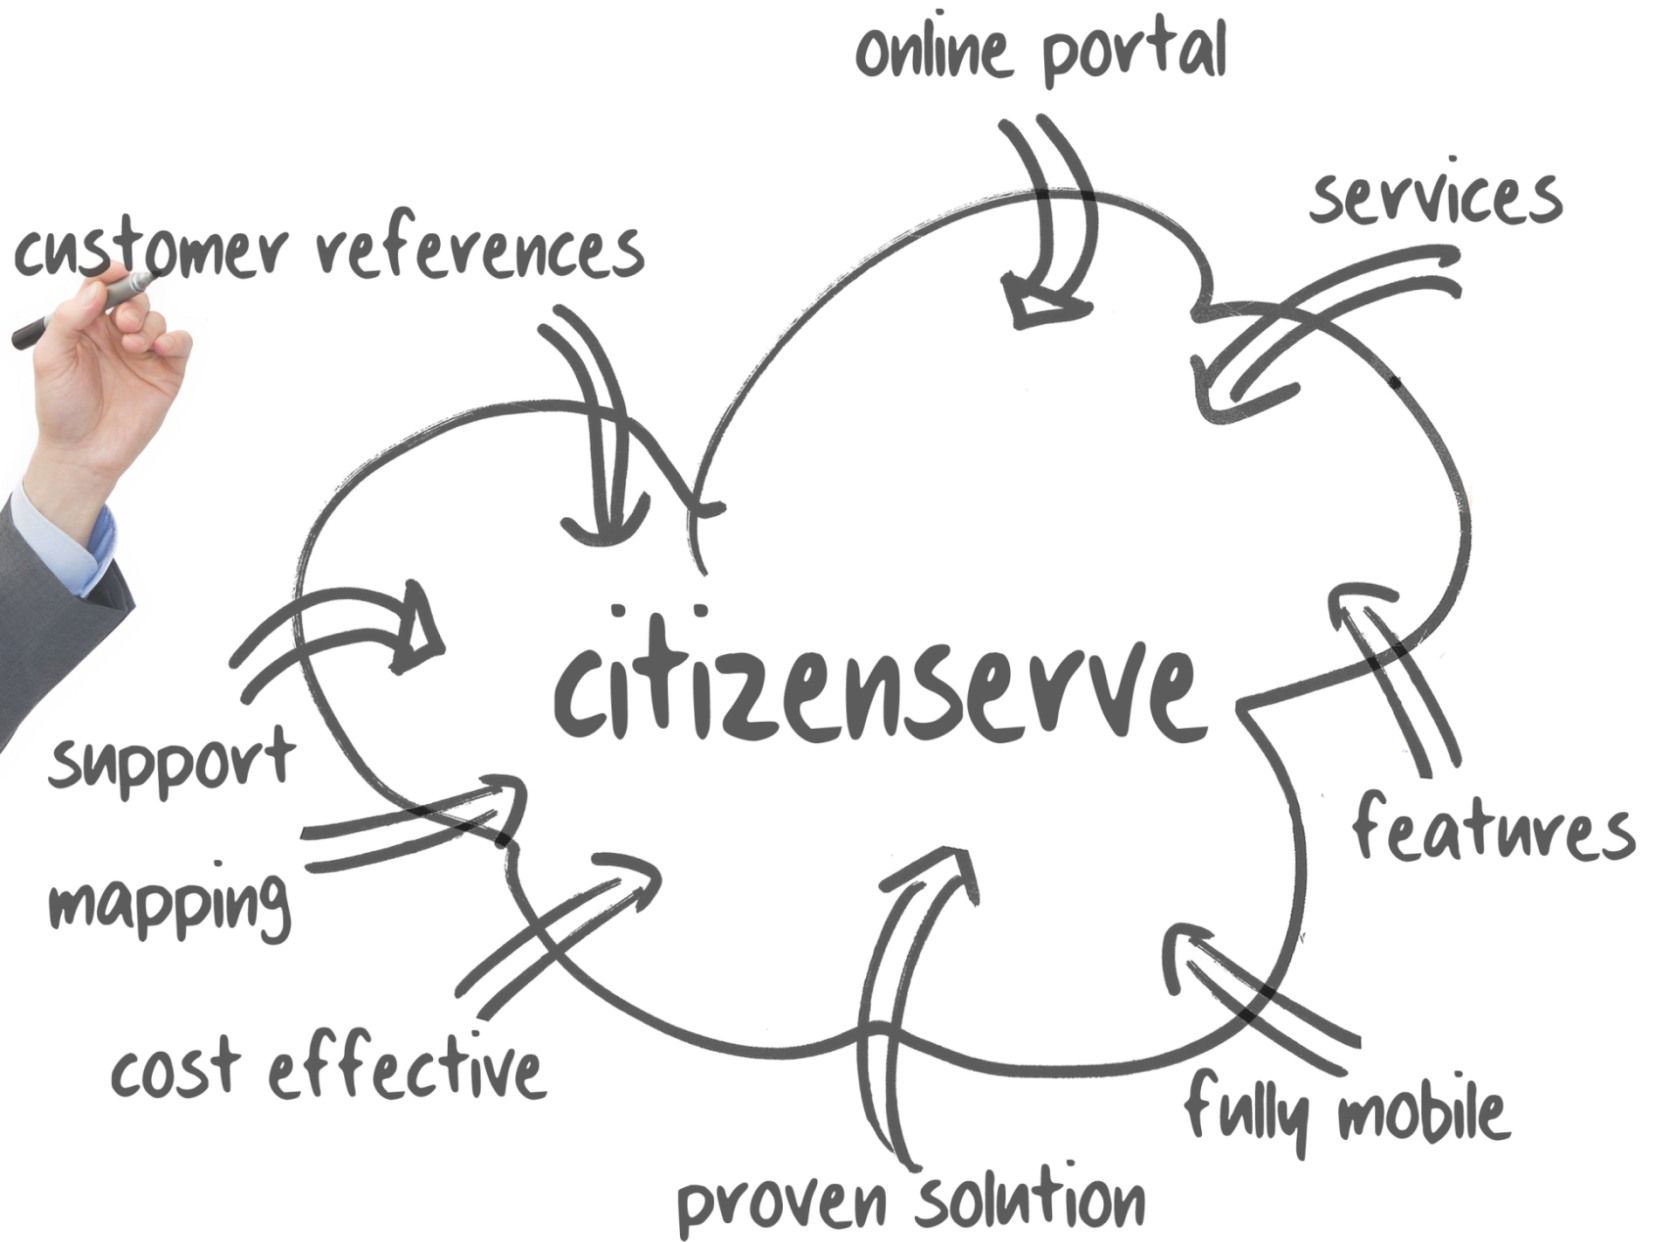 online portal
services
customer references
citizenserve
support
features
mapping
cost effective
fully mobile
proven solution